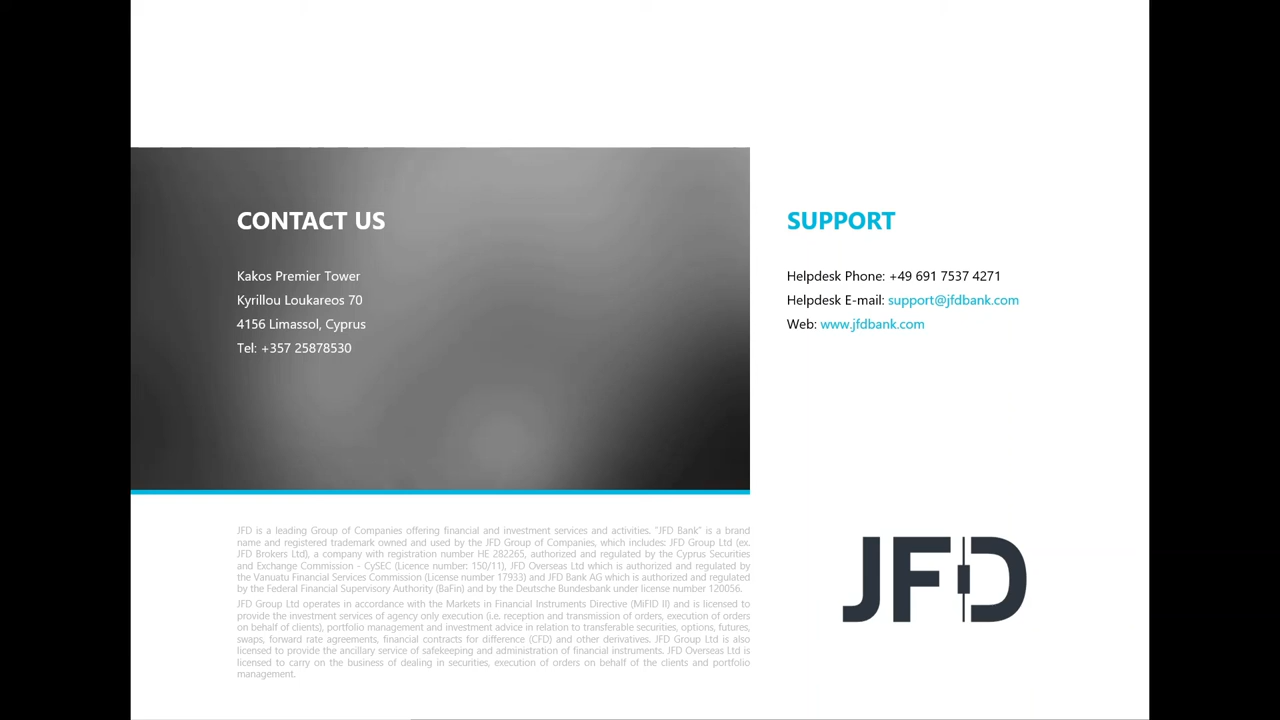 CONTACT US
Kakos Premier Tower
Kyrillou Loukareos 70
4156 Limassol, Cyprus
Tel: +357 25878530
SUPPORT
Helpdesk Phone: +49 691 7537 4271
Helpdesk E-mail: support@jfdbank.com
Web: www.jfdbank.com
JFD is a leading Group of Companies offering financial and investment services and activities. "JFD Bank" is a brand
name and registered trademark owned and used by the JFD Group of Companies, which includes: JFD Group Ltd (ex.
JFD Brokers Ltd), a company with registration number HE 282265, authorized and regulated by the Cyprus Securities
and Exchange Commission - CySEC (Licence number: 150/11), JFD Overseas Ltd which is authorized and regulated by
the Vanuatu Financial Services Commission (License number 17933) and JFD Bank AG which is authorized and regulated
by the Federal Financial Supervisory Authority (BaFin) and by the Deutsche Bundesbank under license number 120056.
JFD Group Ltd operates in accordance with the Markets in Financial Instruments Directive (MiFID II) and is licensed to
provide the investment services of agency only execution (i.e. reception and transmission of orders, execution of orders
on behalf of clients), portfolio management and investment advice in relation to transferable securities, options, futures,
swaps, forward rate agreements, financial contracts for difference (CFD) and other derivatives. JFD Group Ltd is also
licensed to provide the ancillary service of safekeeping and administration of financial instruments. JFD Overseas Ltd is
licensed to carry on the business of dealing in securities, execution of orders on behalf of the clients and portfolio
management.
JFD